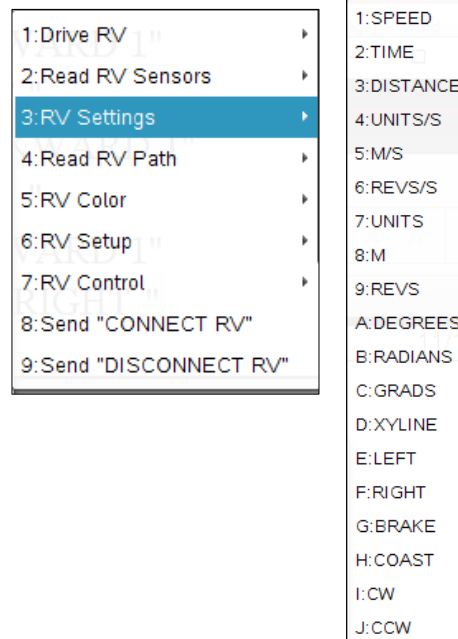 1:Drive RV
2:Read RV Sensors
3:RV Settings
4:Read RV Path
5:RV Color
6:RV Setup
7:RV Control
8:Send "CONNECT RV"
9:Send "DISCONNECT RV"
1:SPEED
2:TIME
3:DISTANCE
4:UNITS/S
5:M/S
6:REVS/S
7:UNITS
8:M
9:REVS
A:DEGREES
B:RADIANS
C:GRADS
D:XYLINE
E:LEFT
F:RIGHT
G:BRAKE
H:COAST
I:CW
J:CCW